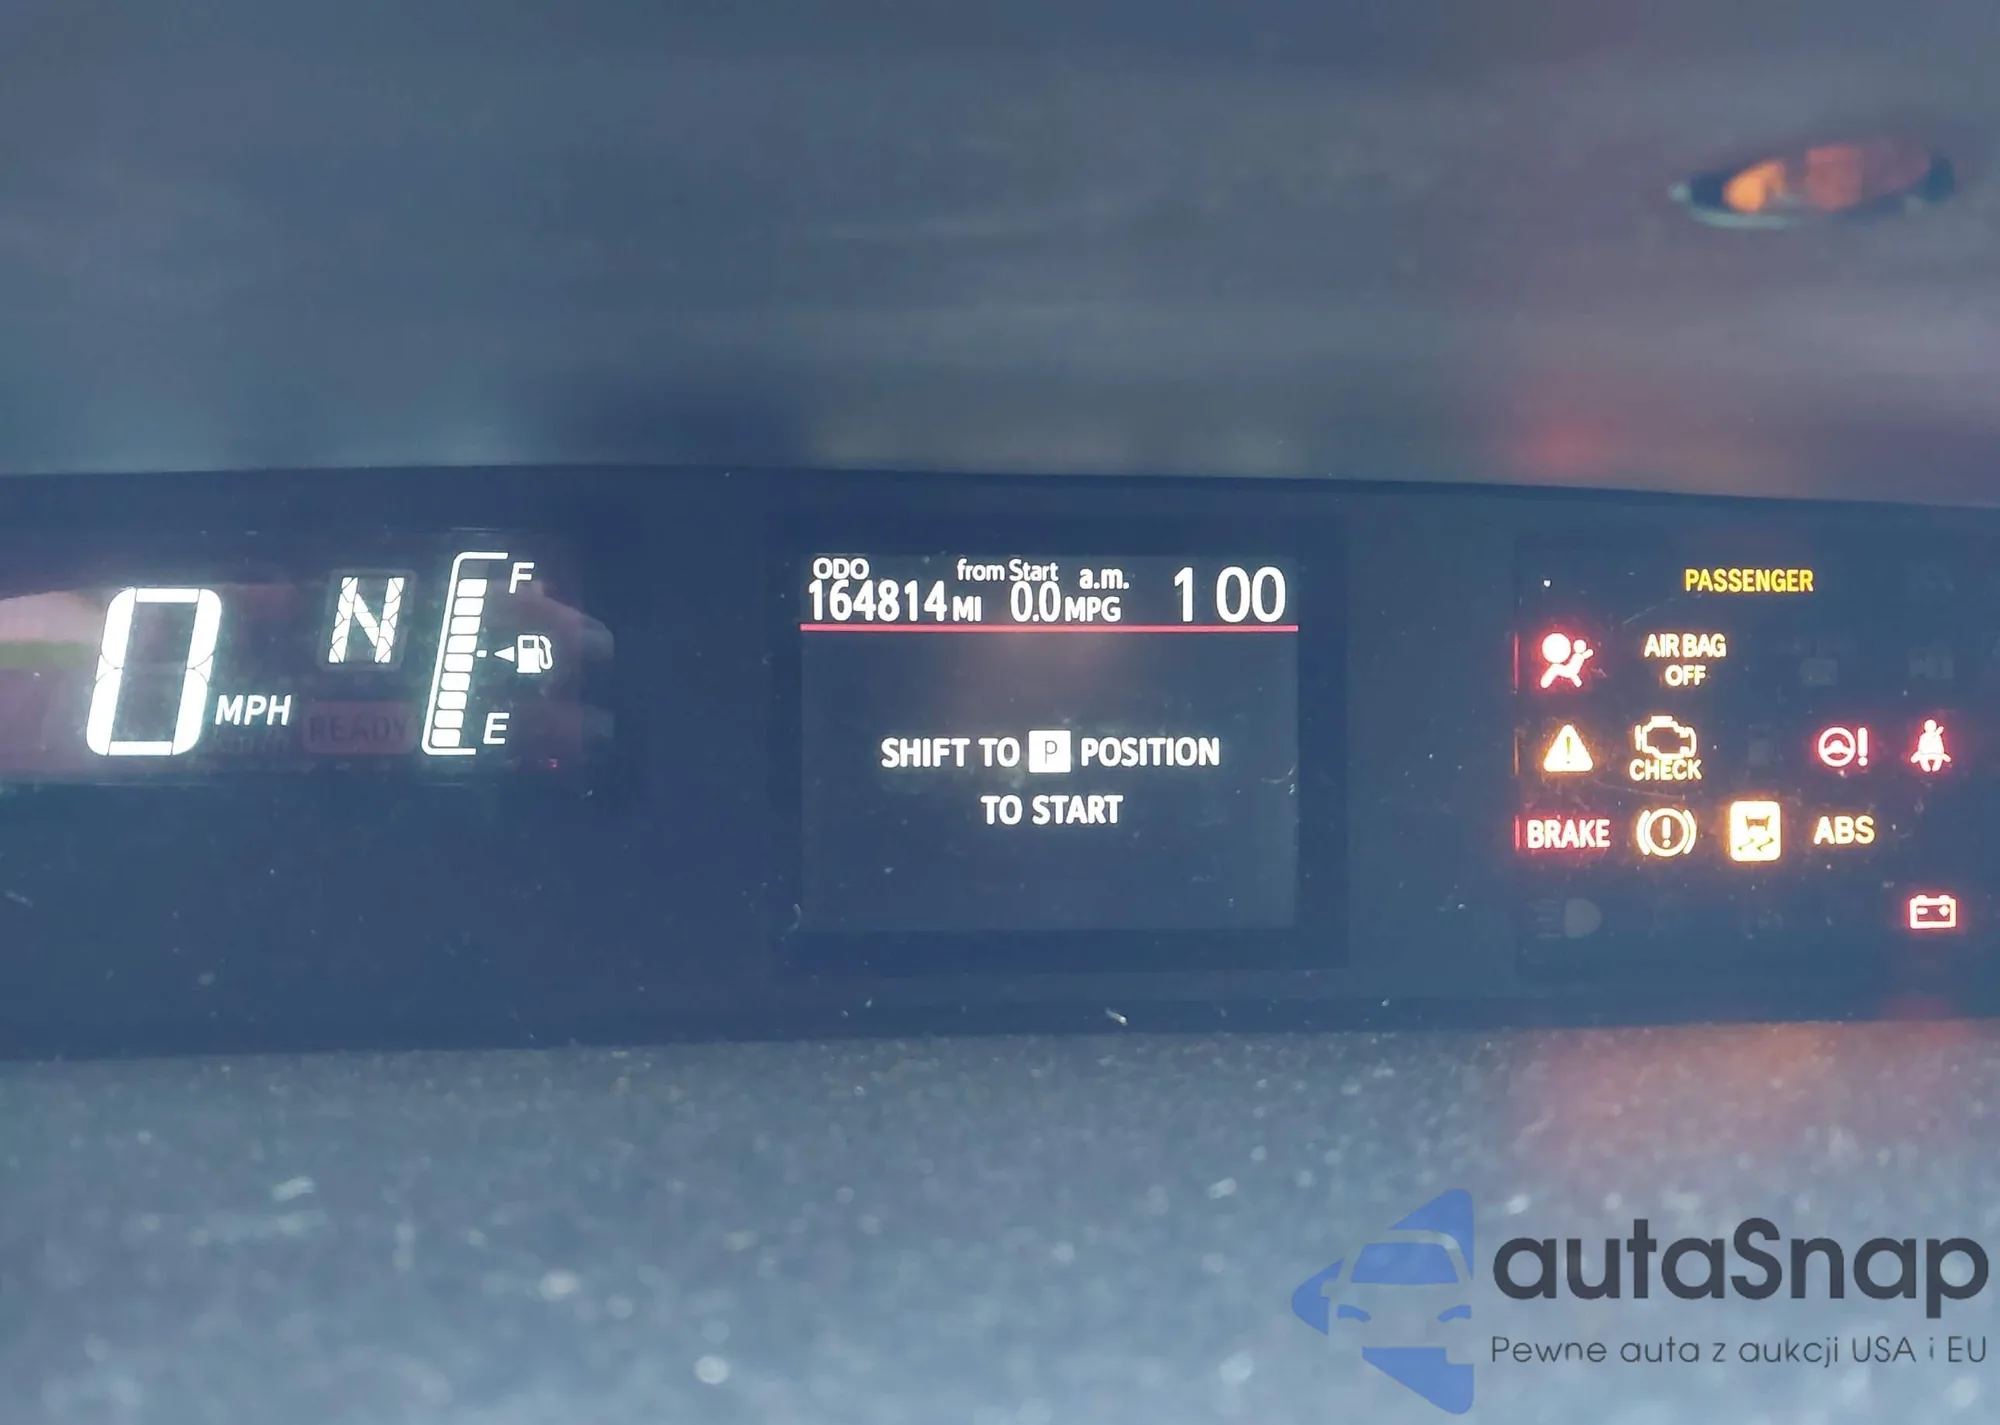 0 MPH
N
READY
F
E
ODO
164814 MI
from Start
0.0 MPG
a.m. 1 00
SHIFT TO P POSITION
TO START
PASSENGER
AIR BAG
OFF
CHECK
BRAKE
ABS
autaSnap
Pewne auta z aukcji USA i EU